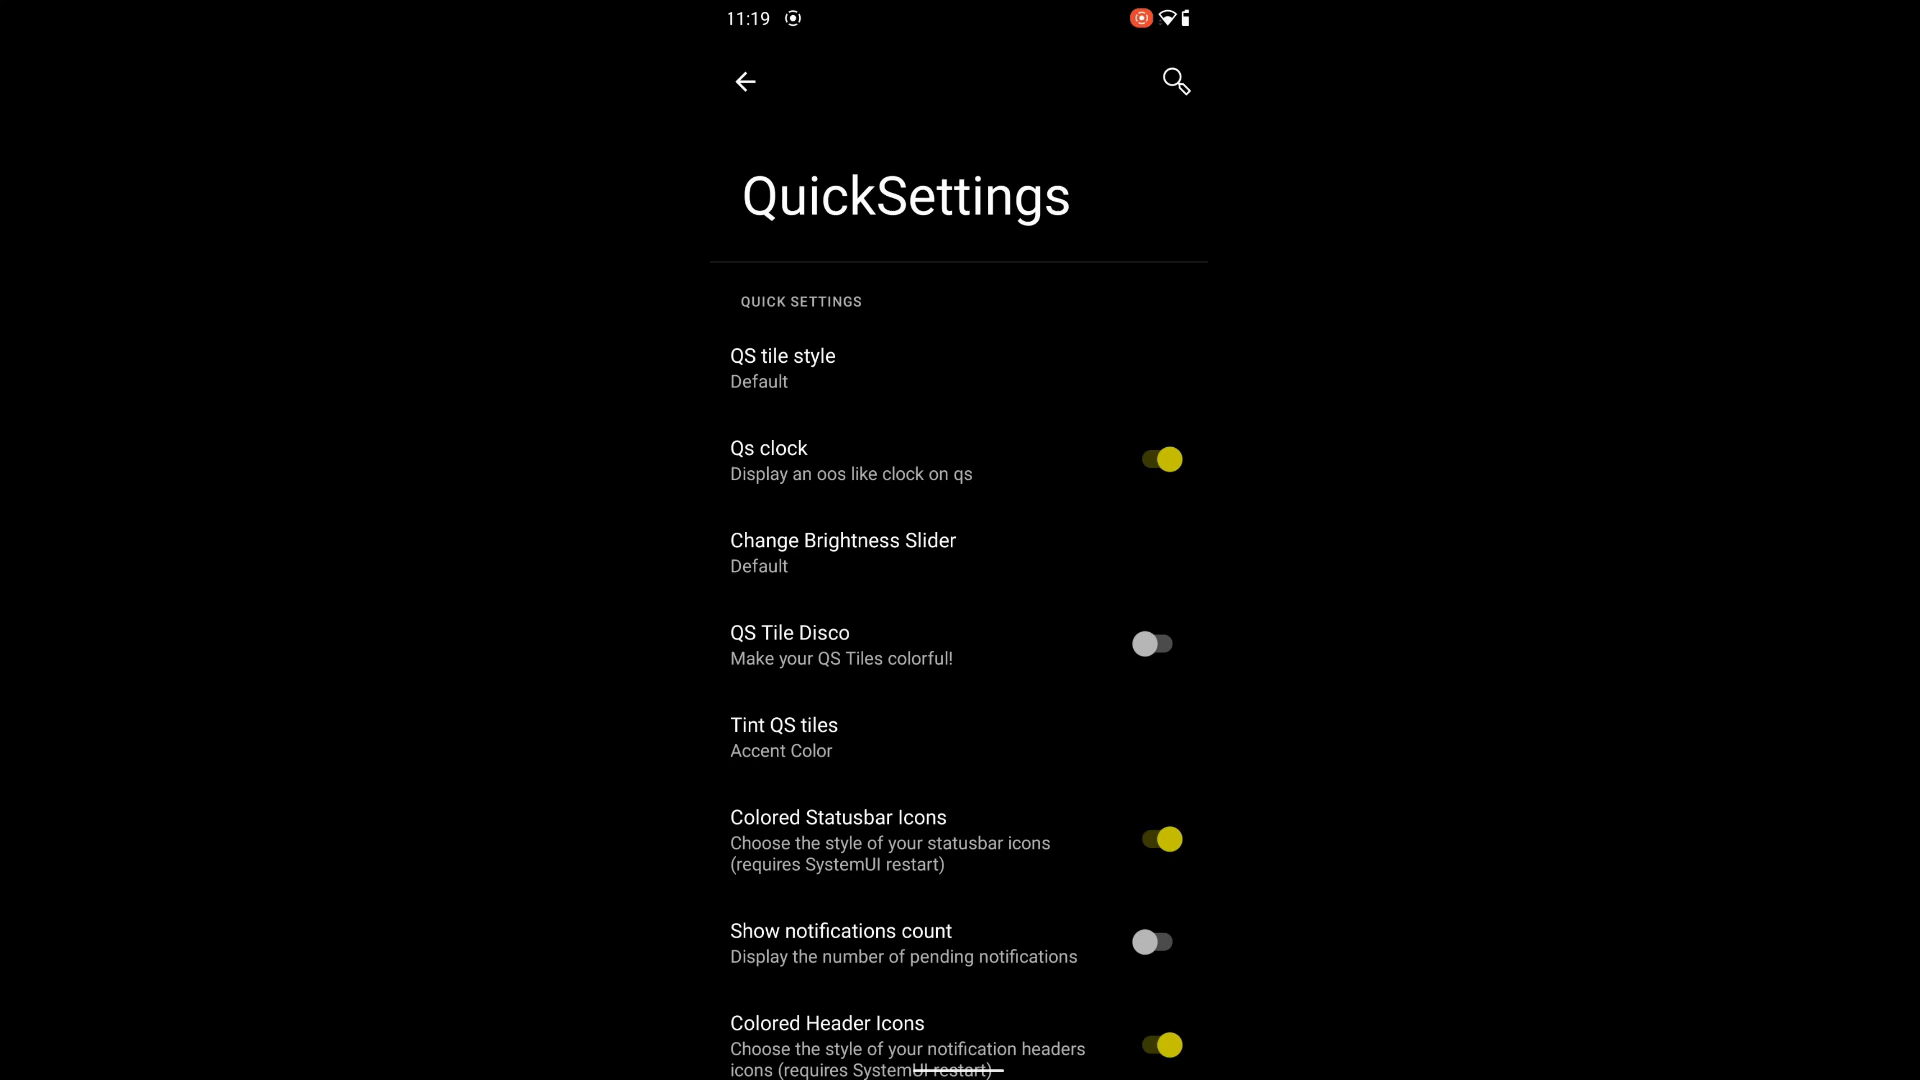 11:19
QuickSettings
QUICK SETTINGS
QS tile style
Default
Qs clock
Display an oos like clock on qs
Change Brightness Slider
Default
QS Tile Disco
Make your QS Tiles colorful!
Tint QS tiles
Accent Color
Colored Statusbar Icons
Choose the style of your statusbar icons
(requires SystemUI restart)
Show notifications count
Display the number of pending notifications
Colored Header Icons
Choose the style of your notification headers
icons (requires SystemUI restart)